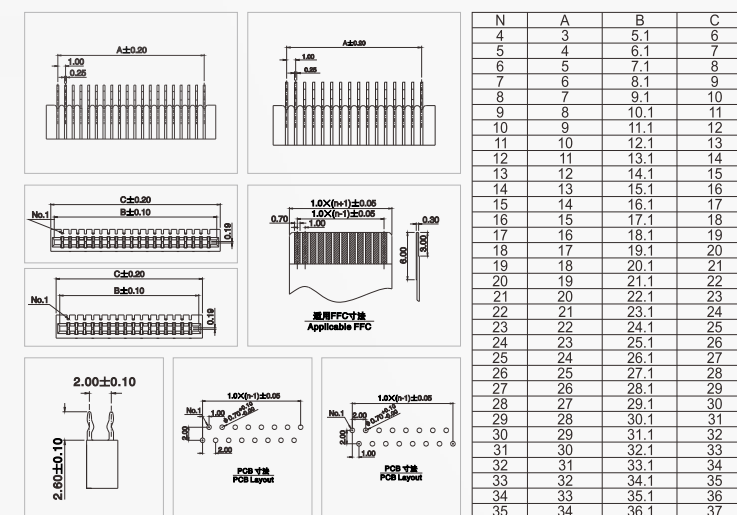 A±0.20
1.00
0.25
A±0.20
1.00
0.25
C±0.20
B±0.10
No.1
0.19
C±0.20
B±0.10
No.1
0.19
1.0×(n+1)±0.05
1.0×(n-1)±0.05
0.70
1.00
0.30
6.00
3.00
适用FFC寸法
Applicable FFC
2.00±0.10
2.60±0.10
1.0×(n-1)±0.05
No.1
1.00
2.00
2.00
PCB 寸法
PCB Layout
1.0×(n-1)±0.05
No.1
2.00
2.00
1.00
PCB 寸法
PCB Layout
N A B C
4 3 5.1 6
5 4 6.1 7
6 5 7.1 8
7 6 8.1 9
8 7 9.1 10
9 8 10.1 11
10 9 11.1 12
11 10 12.1 13
12 11 13.1 14
13 12 14.1 15
14 13 15.1 16
15 14 16.1 17
16 15 17.1 18
17 16 18.1 19
18 17 19.1 20
19 18 20.1 21
20 19 21.1 22
21 20 22.1 23
22 21 23.1 24
23 22 24.1 25
24 23 25.1 26
25 24 26.1 27
26 25 27.1 28
27 26 28.1 29
28 27 29.1 30
29 28 30.1 31
30 29 31.1 32
31 30 32.1 33
32 31 33.1 34
33 32 34.1 35
34 33 35.1 36
35 34 36.1 37